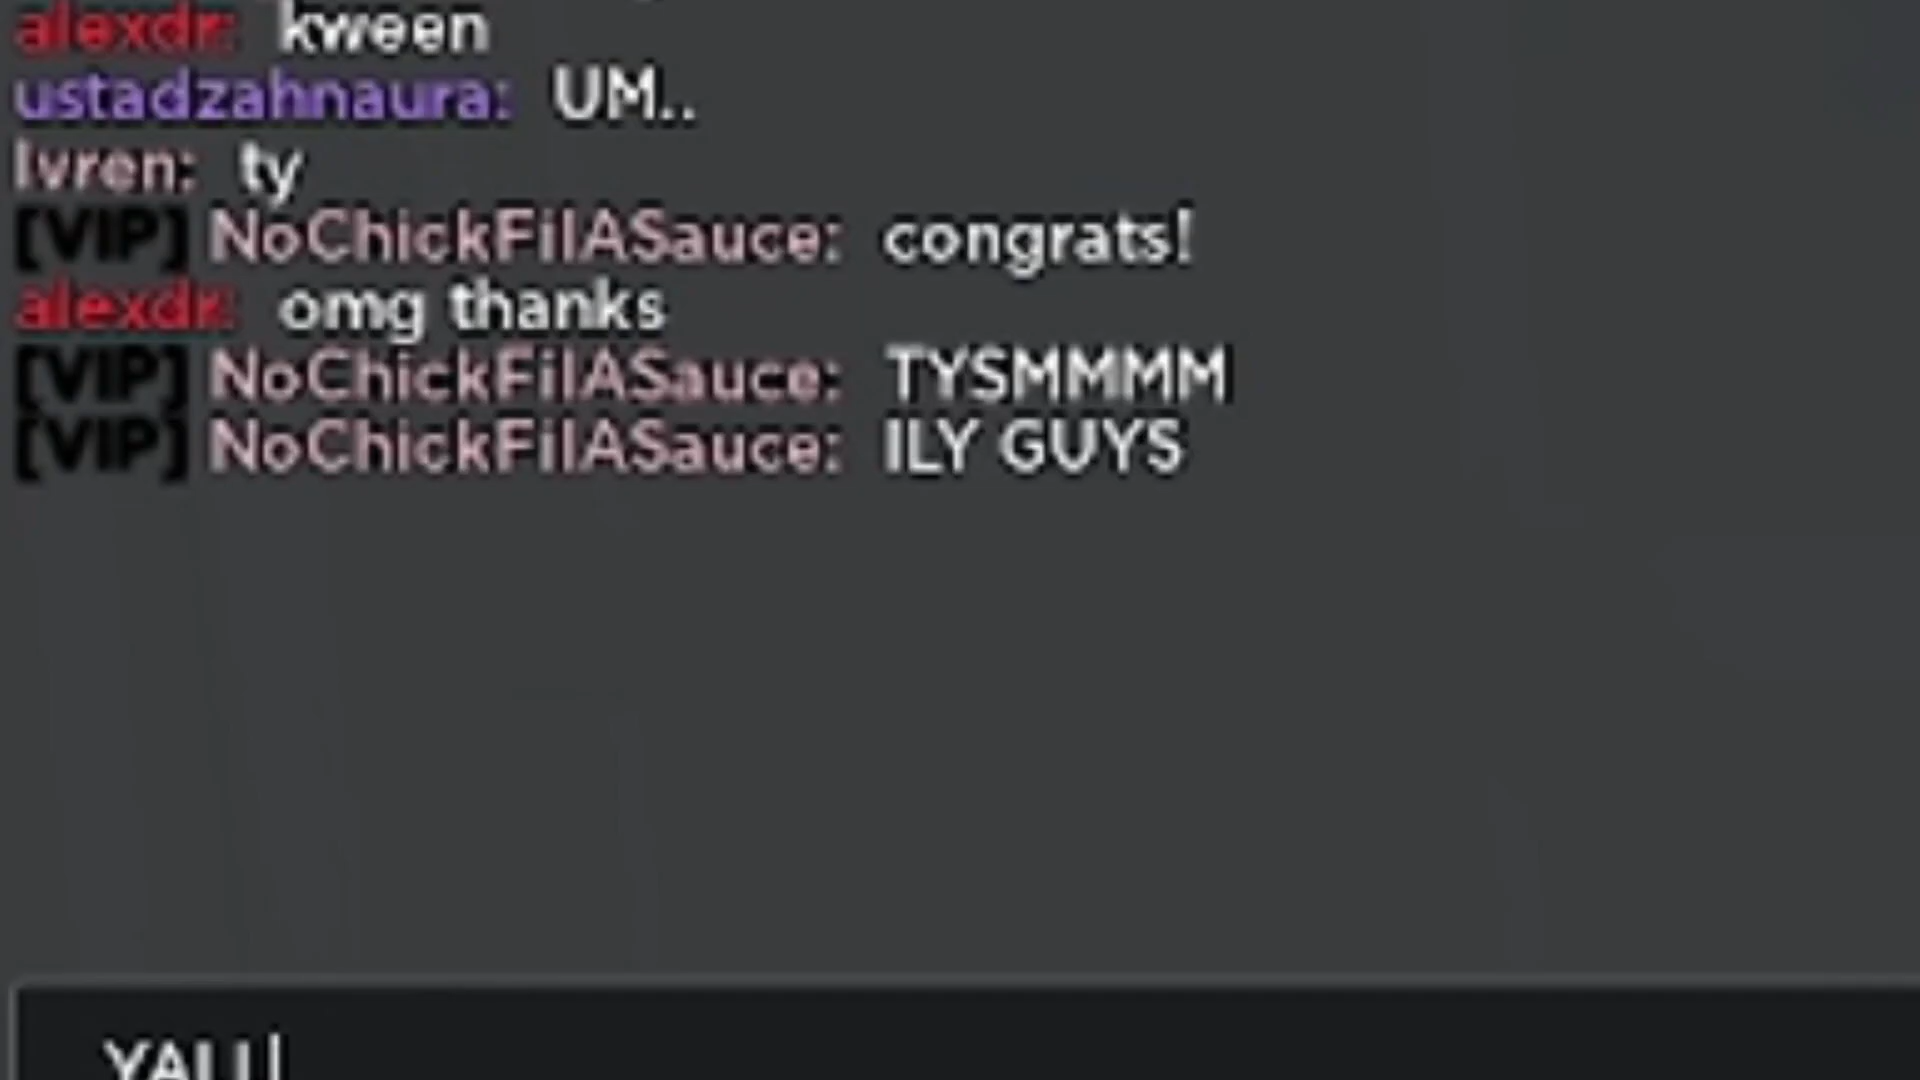 alexdr: kween
ustadzahnaura: UM..
lvren: ty
[VIP] NoChickFilASauce: congrats!
alexdr: omg thanks
[VIP] NoChickFilASauce: TYSMMMM
[VIP] NoChickFilASauce: ILY GUYS
YALL